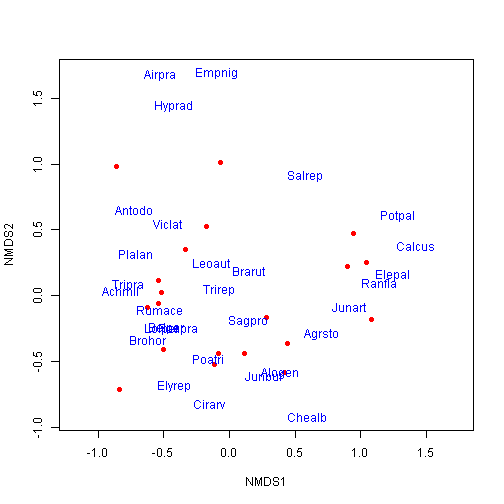 Airpra
Empnig
Hyprad
Salrep
Antodo
Potpal
Viclat
Calcus
Plalan
Leoaut
Brarut
Elepal
Tripra
Ranfla
Achmil
Trirep
Junart
Rumace
Sagpro
Agrsto
Brohor
Poatri
Alogen
Junbuf
Elyrep
Cirarv
Chealb
-1.0
-0.5
0.0
0.5
1.0
1.5
-1.0
-0.5
0.0
0.5
1.0
1.5
NMDS1
NMDS2